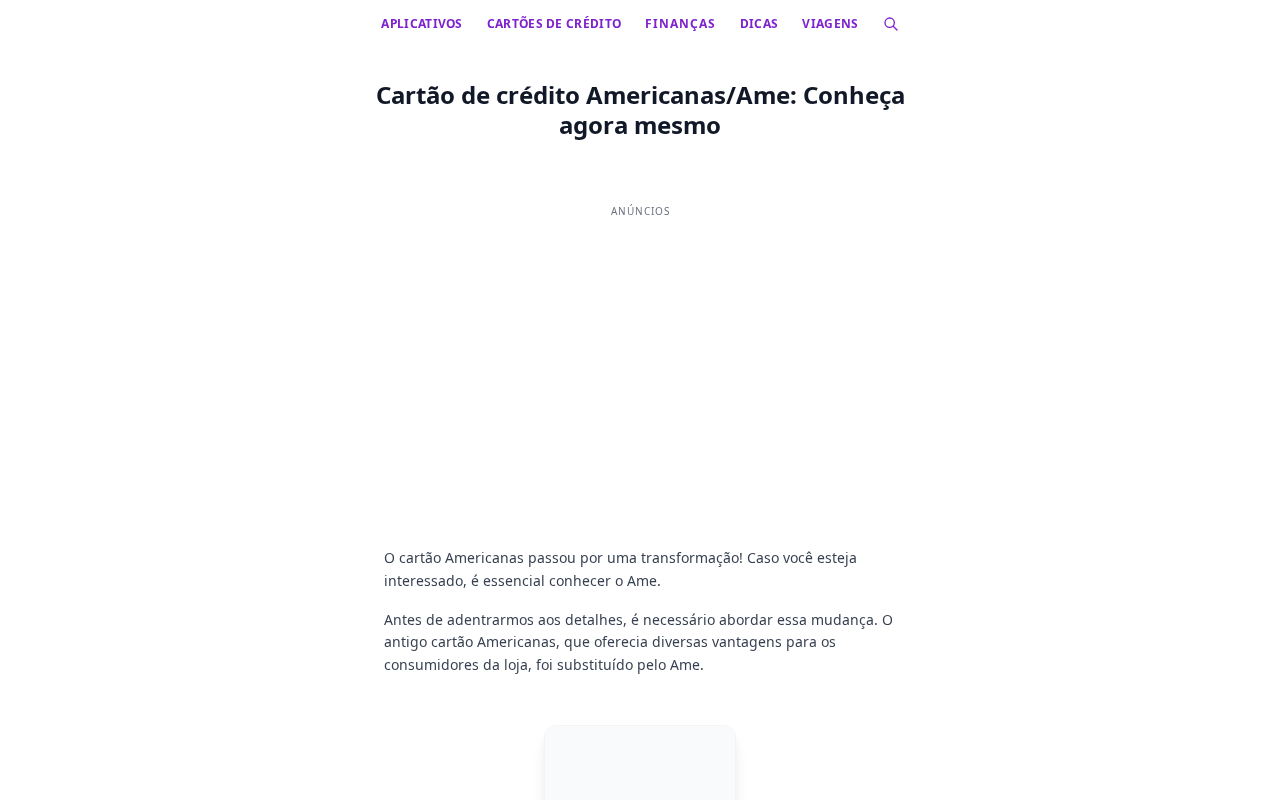 APLICATIVOS CARTÕES DE CRÉDITO FINANÇAS DICAS VIAGENS
Cartão de crédito Americanas/Ame: Conheça
agora mesmo
ANÚNCIOS
O cartão Americanas passou por uma transformação! Caso você esteja
interessado, é essencial conhecer o Ame.
Antes de adentrarmos aos detalhes, é necessário abordar essa mudança. O
antigo cartão Americanas, que oferecia diversas vantagens para os
consumidores da loja, foi substituído pelo Ame.